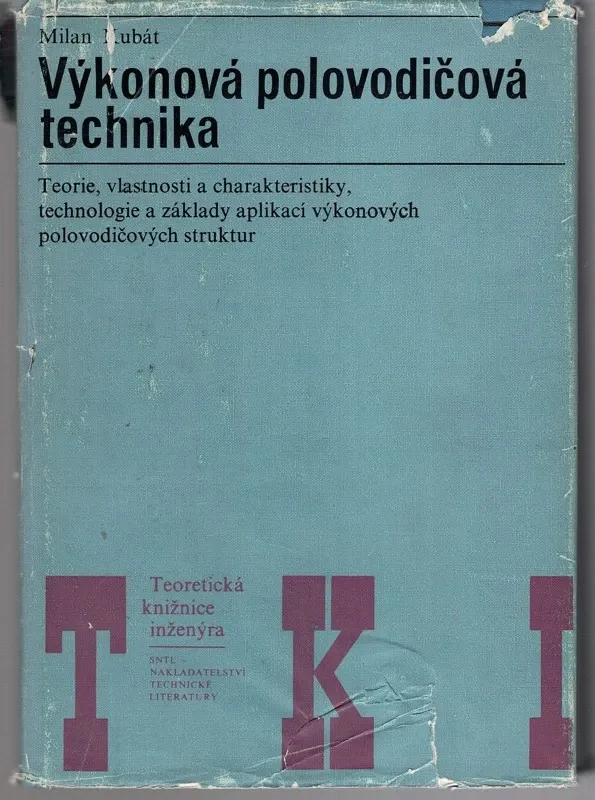 Milan Kubát
Výkonová polovodičová
technika
Teorie, vlastnosti a charakteristiky,
technologie a základy aplikací výkonových
polovodičových struktur
Teoretická
knižnice
inženýra
SNTL -
NAKLADATELSTVÍ
TECHNICKÉ
LITERATURY
TKI